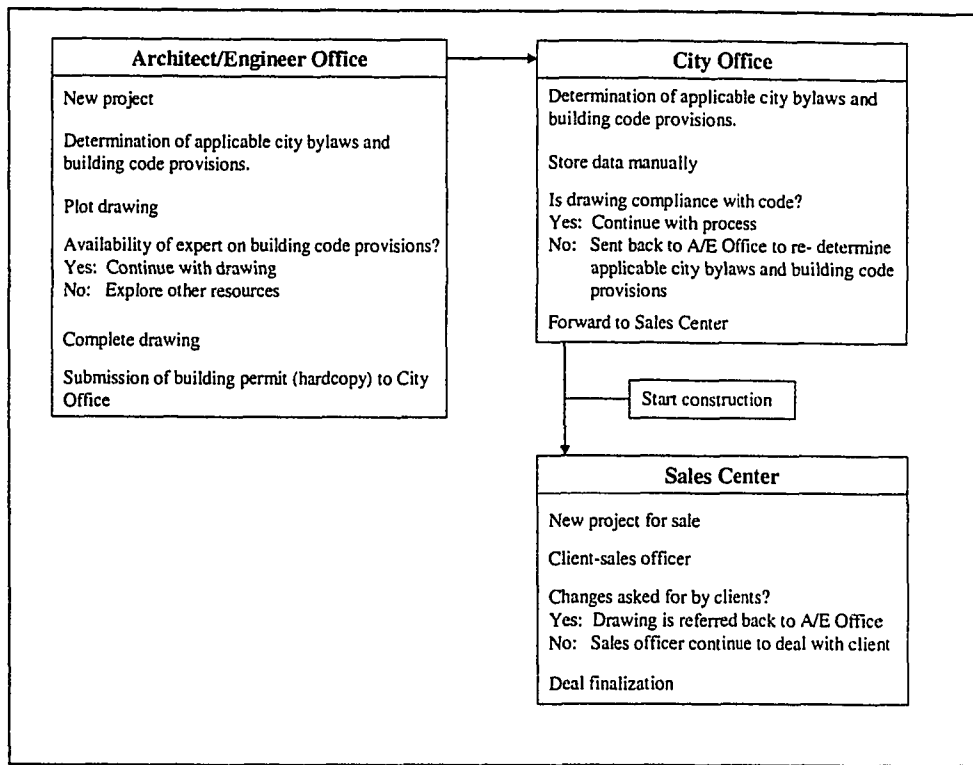 Architect/Engineer Office
New project
Determination of applicable city bylaws and
building code provisions.
Plot drawing
Availability of expert on building code provisions?
Yes: Continue with drawing
No: Explore other resources
Complete drawing
Submission of building permit (hardcopy) to City
Office
City Office
Determination of applicable city bylaws and
building code provisions.
Store data manually
Is drawing compliance with code?
Yes: Continue with process
No: Sent back to A/E Office to re- determine
applicable city bylaws and building code
provisions
Forward to Sales Center
Start construction
Sales Center
New project for sale
Client-sales officer
Changes asked for by clients?
Yes: Drawing is referred back to A/E Office
No: Sales officer continue to deal with client
Deal finalization